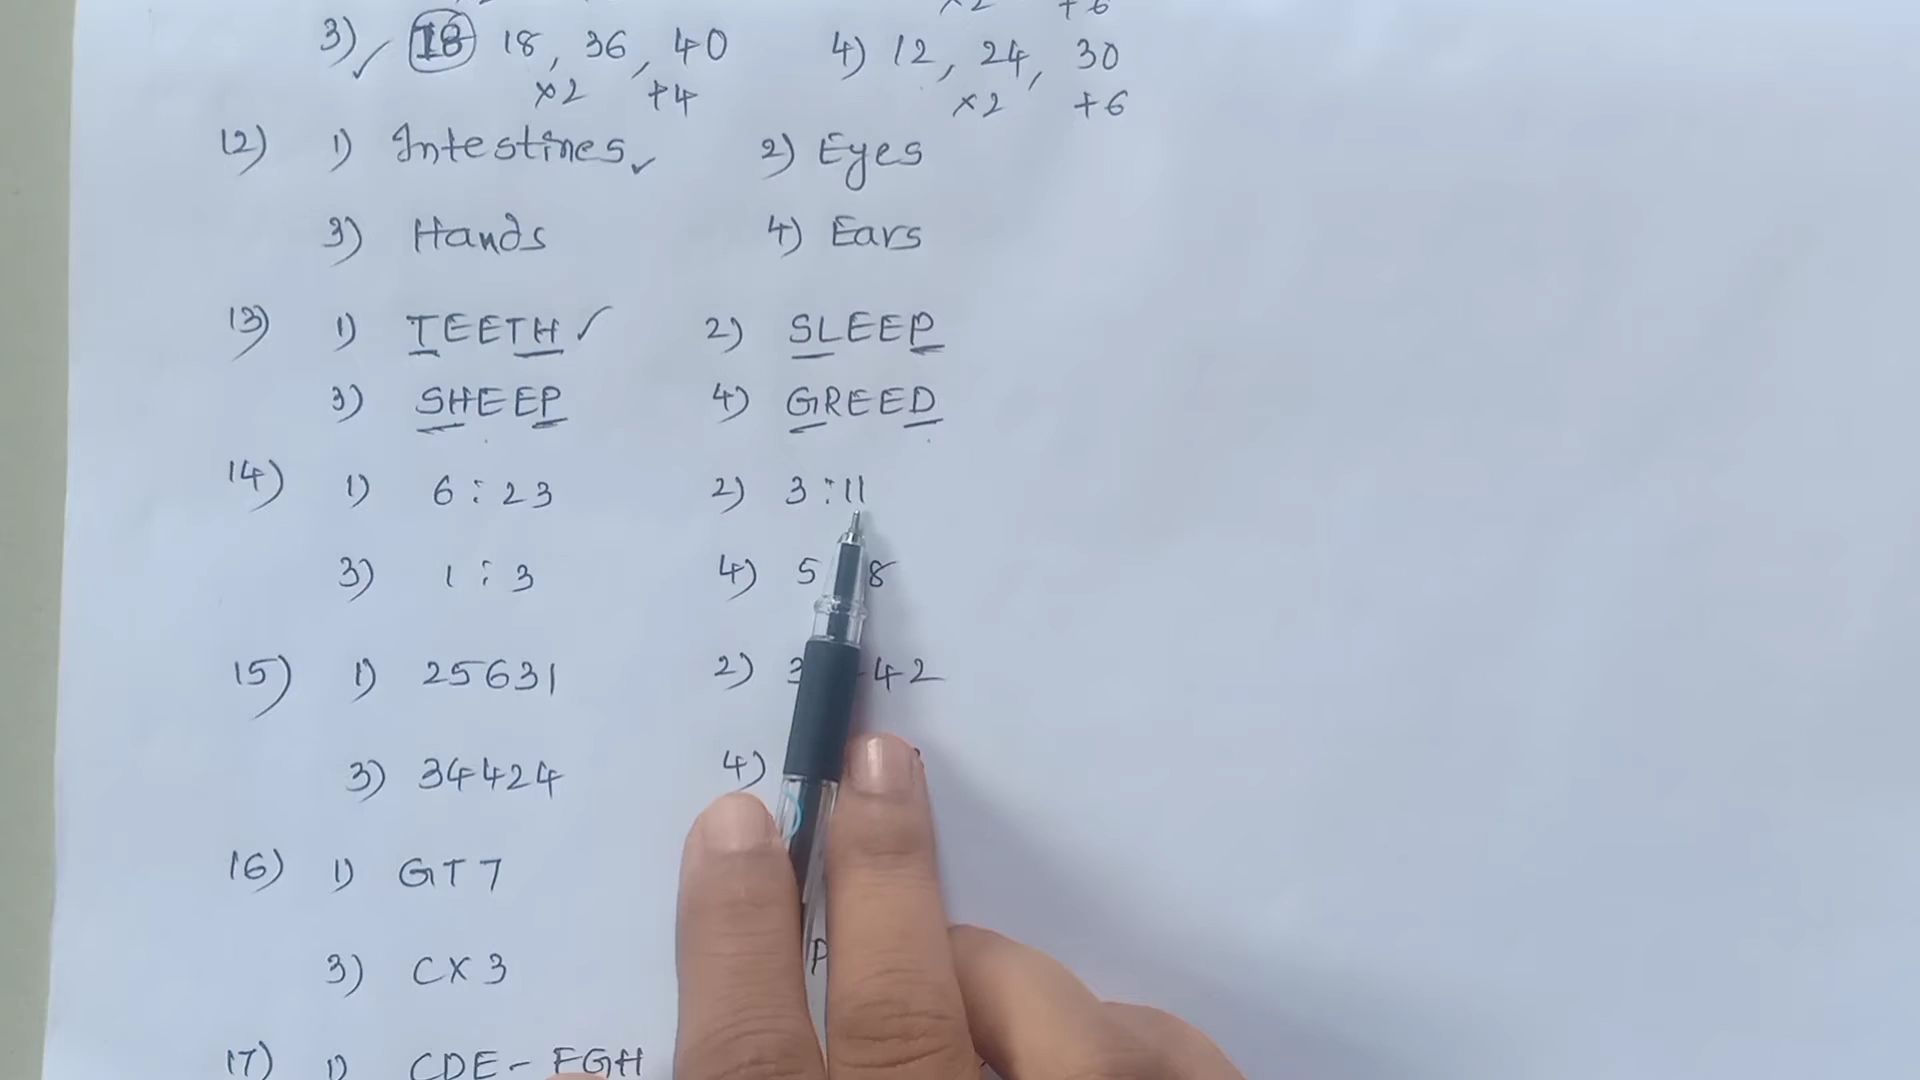 ×2 +6
3) ✓ 18 18, 36, 40 4) 12, 24, 30
×2 +4 ×2 +6
12) 1) Intestines ✓ 2) Eyes
3) Hands 4) Ears
13) 1) TEETH ✓ 2) SLEEP
3) SHEEP 4) GREED
14) 1) 6 : 23 2) 3 : 11
3) 1 : 3 4) 5 8
15) 1) 25631 2) 3 42
3) 34424 4)
16) 1) GT7
3) CX3 P
17) 1) CDE - FGH